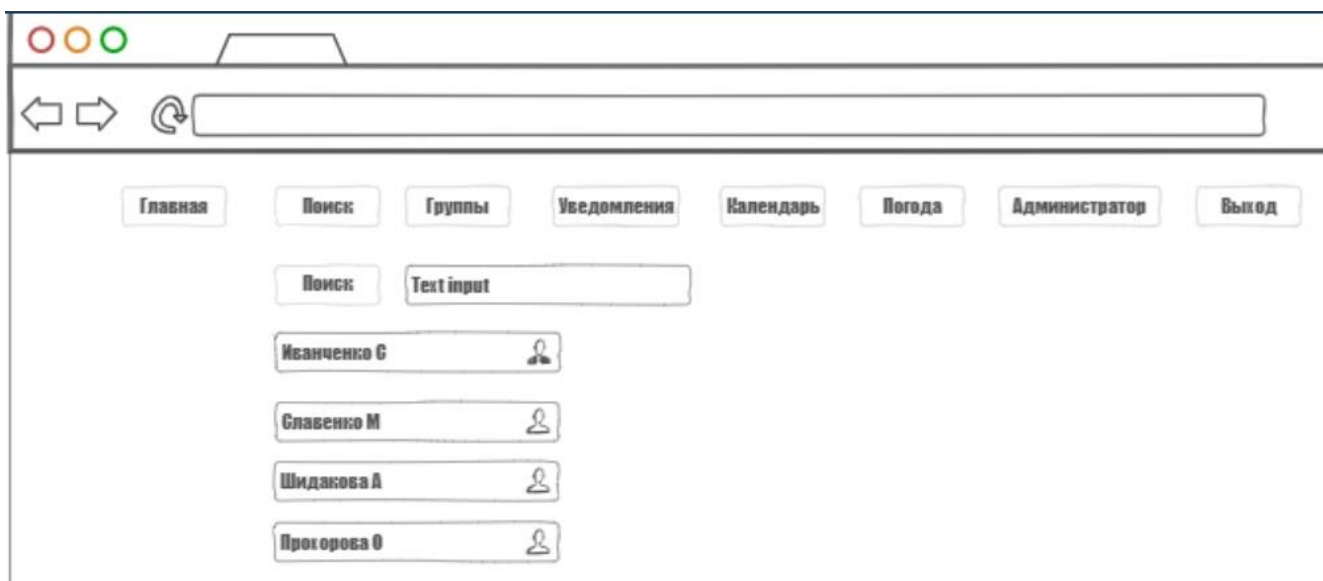 Главная Поиск Группы Уведомления Календарь Погода Администратор Выход
Поиск Text input
Иванченко С
Славенко М
Шидакова А
Прохорова О